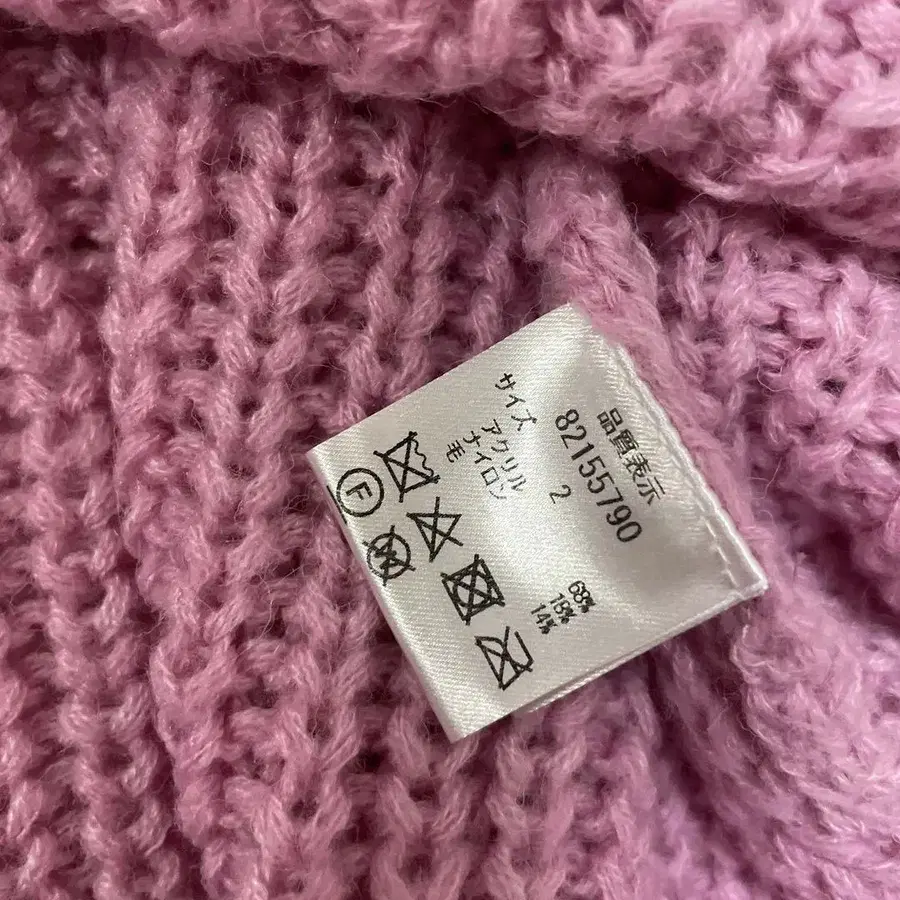 品質表示
82155790
サイズ 2
アクリル 68%
ナイロン 18%
毛 14%
F
W